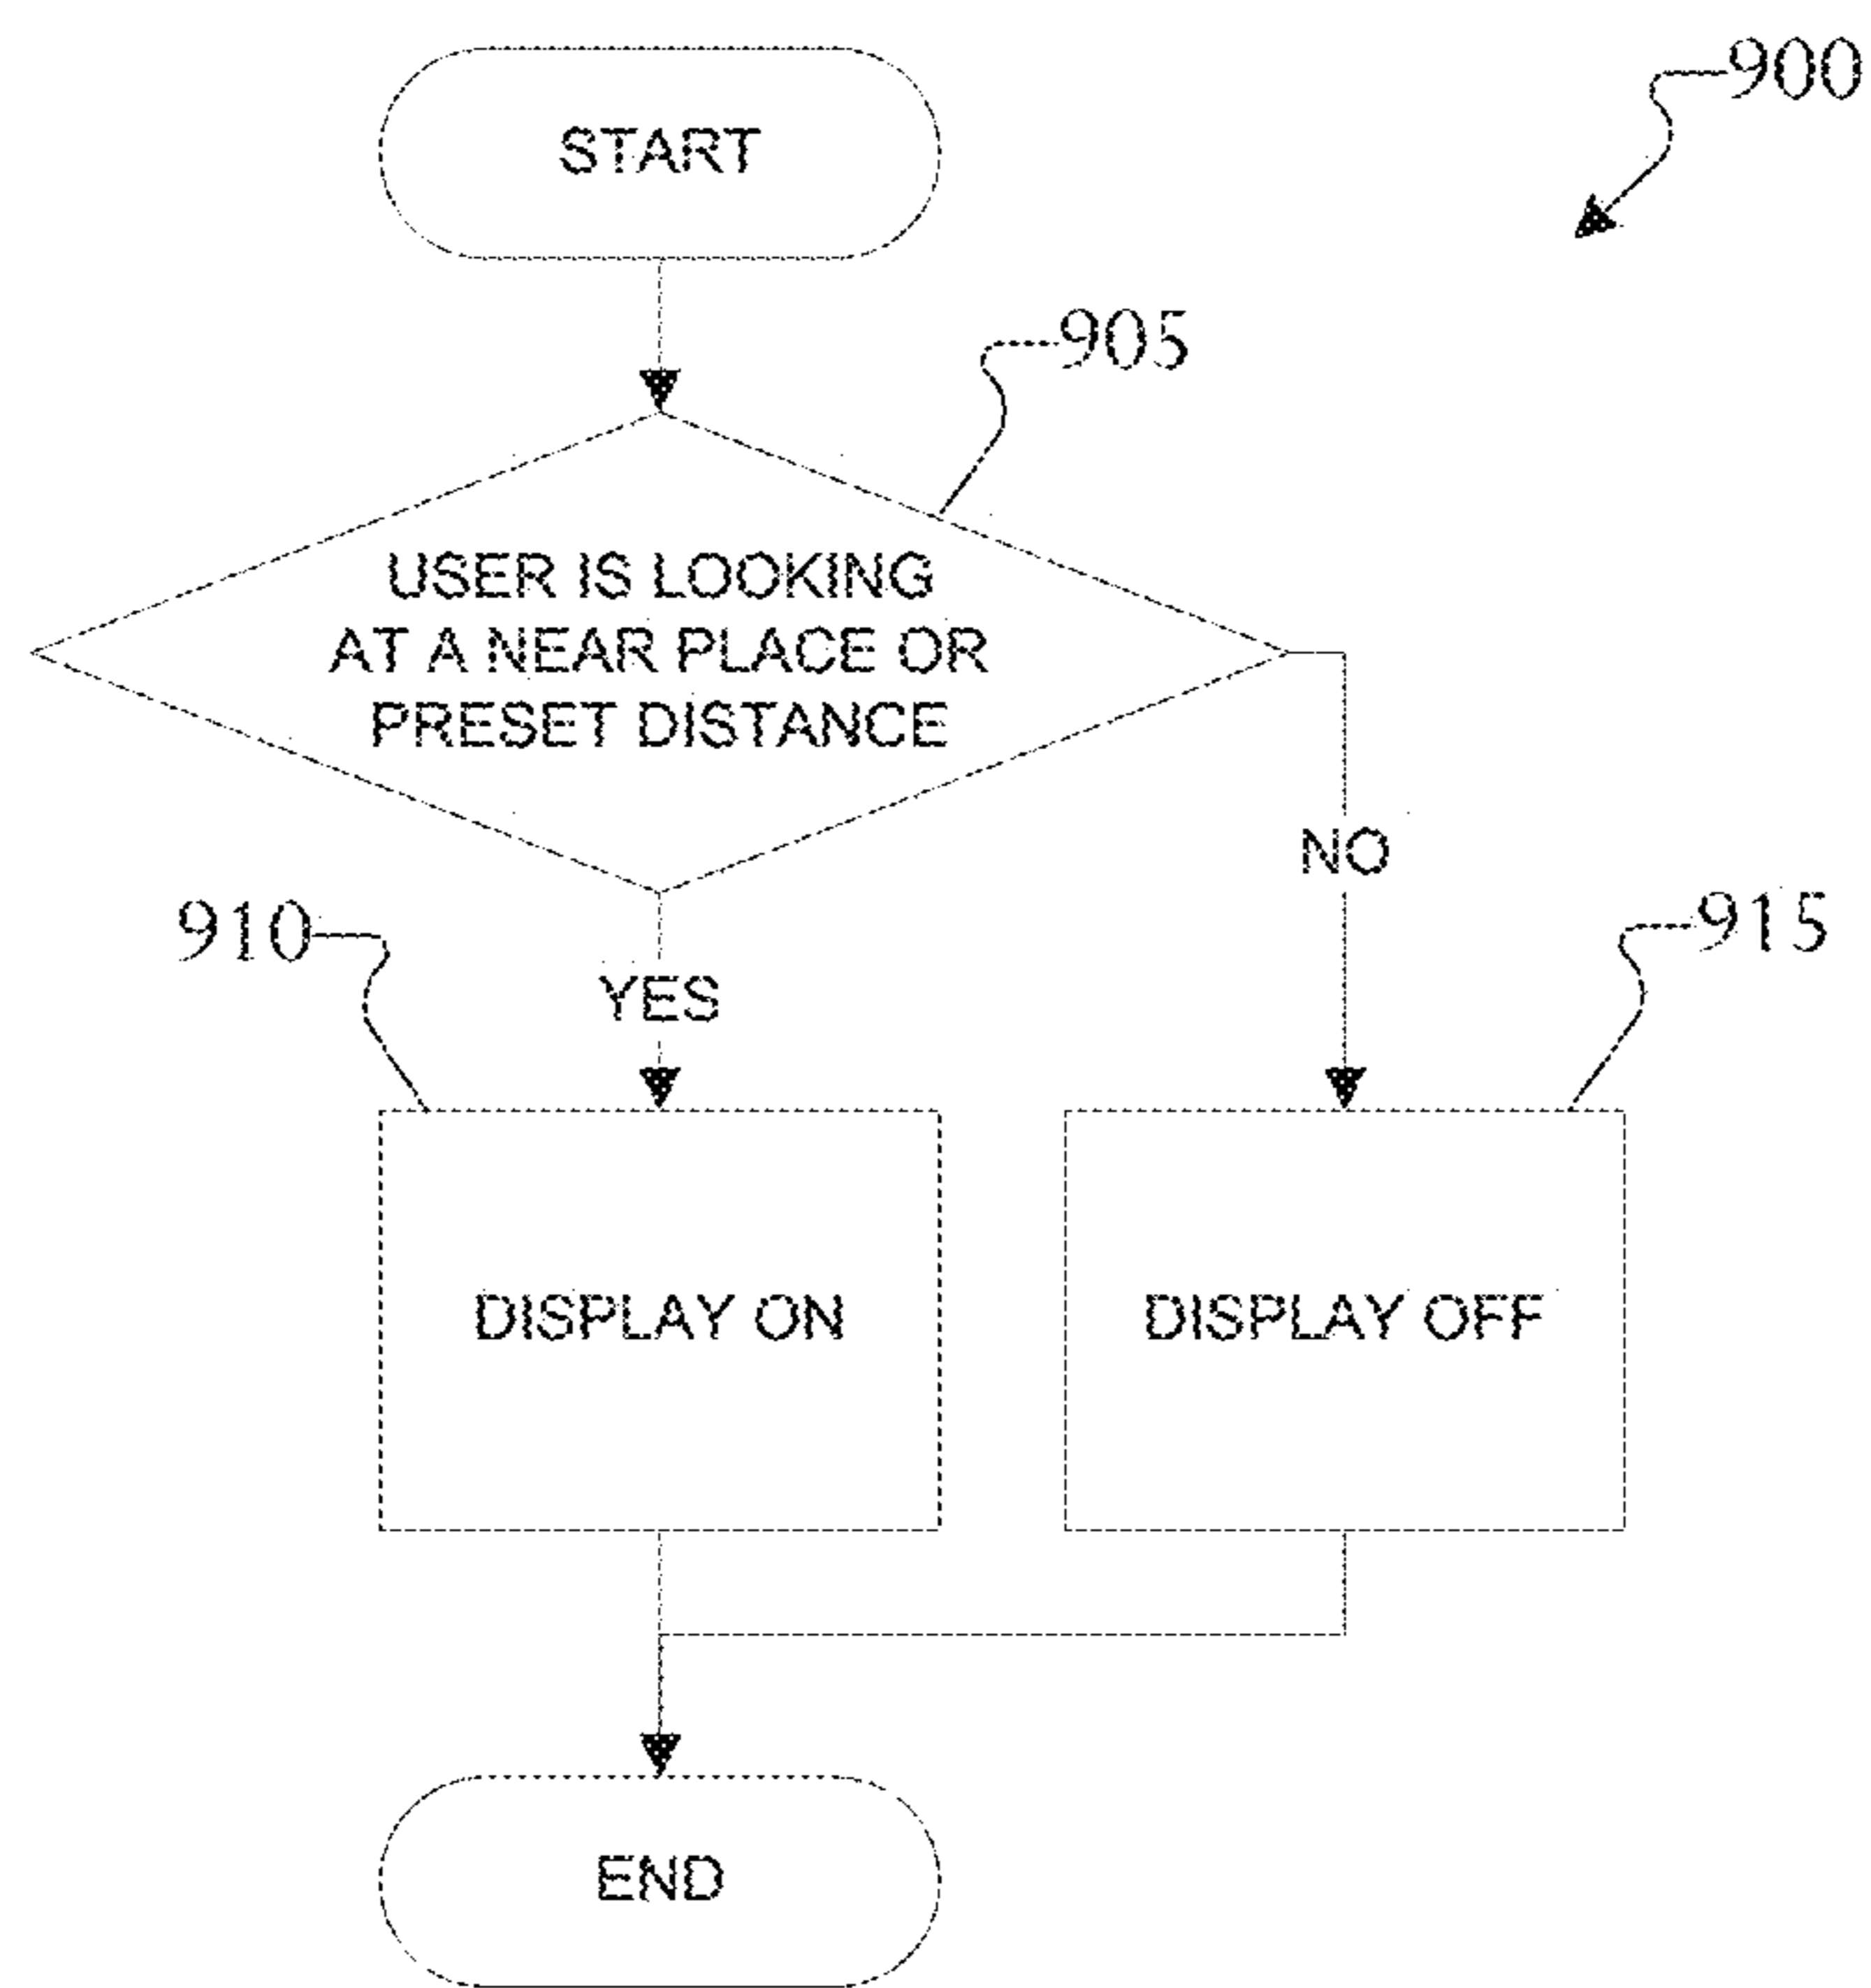 START
900
905
USER IS LOOKING
AT A NEAR PLACE OR
PRESET DISTANCE
NO
910
915
YES
DISPLAY ON
DISPLAY OFF
END